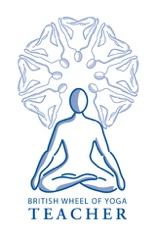 BRITISH WHEEL OF YOGA
TEACHER